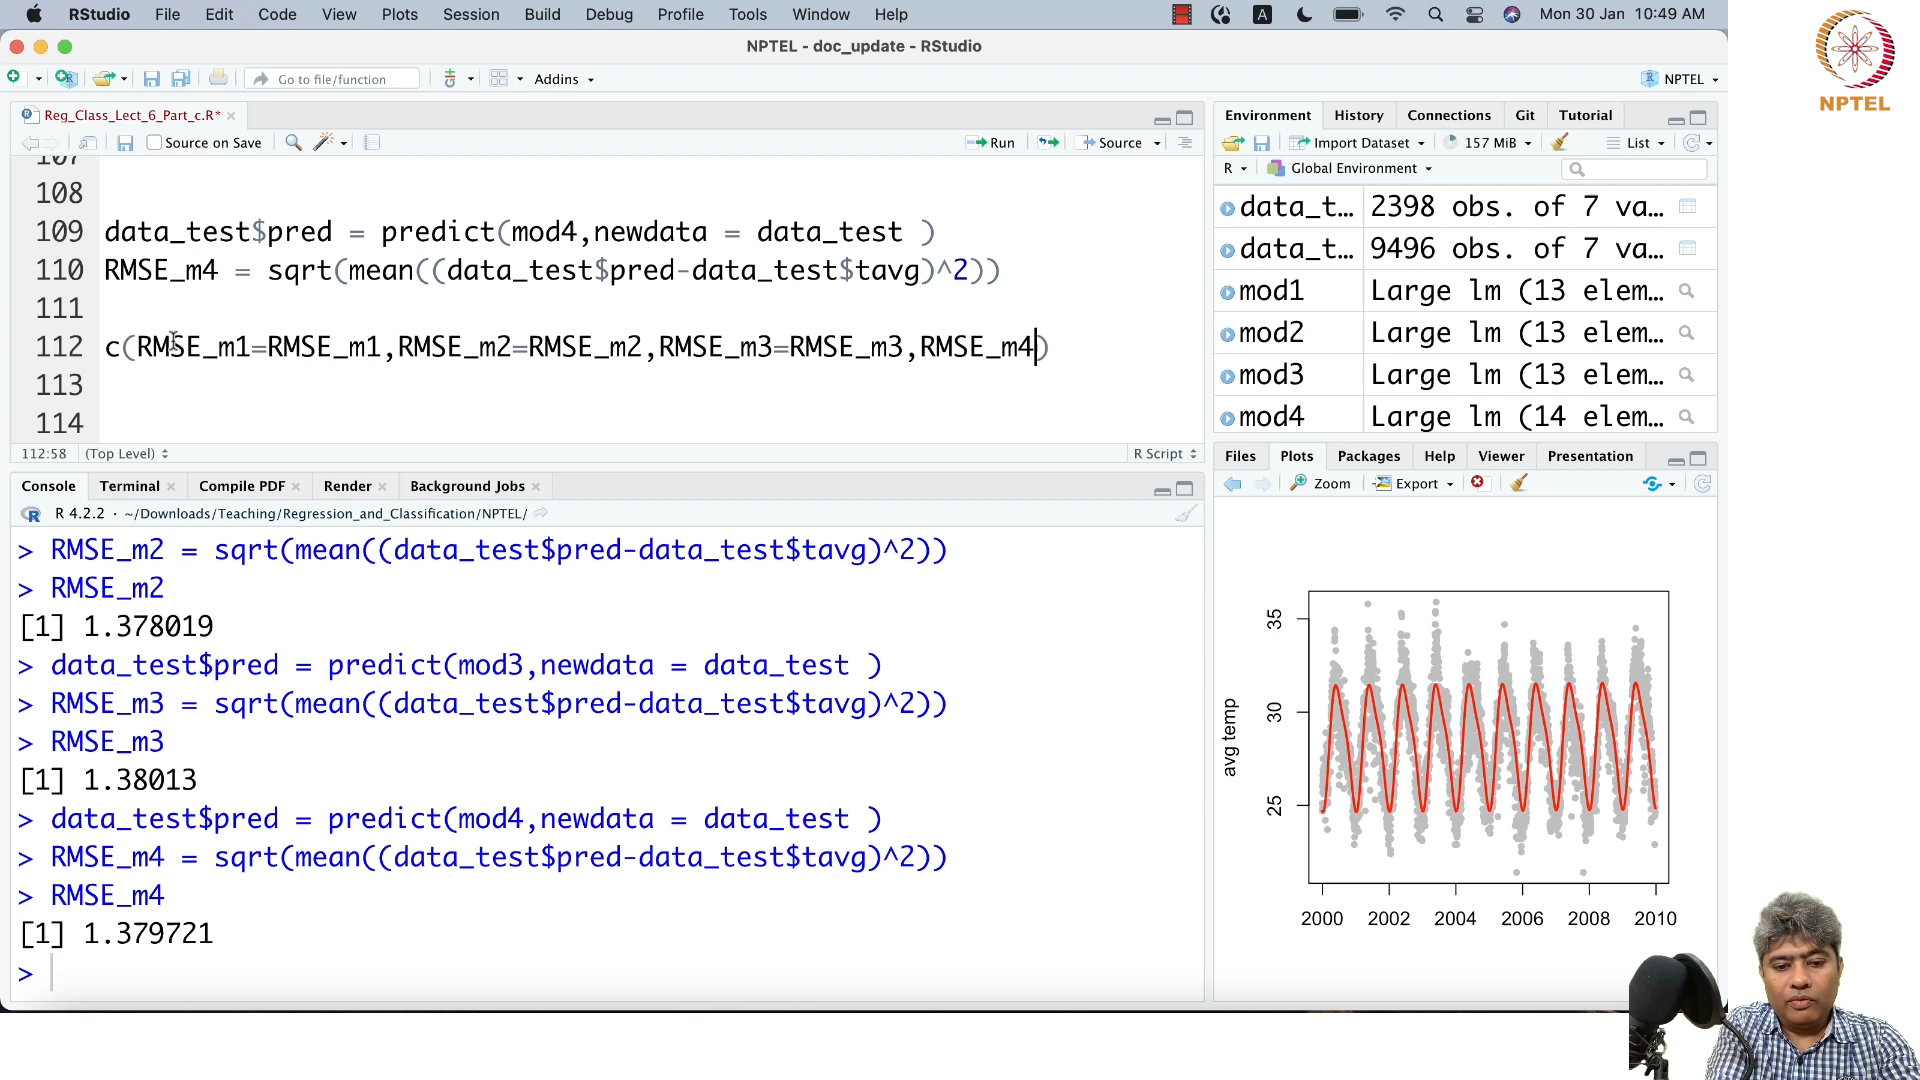 RStudio File Edit Code View Plots Session Build Debug Profile Tools Window Help A Mon 30 Jan 10:49 AM
NPTEL - doc_update - RStudio
Go to file/function Addins NPTEL
NPTEL
Reg_Class_Lect_6_Part_c.R*
Source on Save Run Source
107
108
109 data_test$pred = predict(mod4,newdata = data_test )
110 RMSE_m4 = sqrt(mean((data_test$pred-data_test$tavg)^2))
111
112 c(RMSE_m1=RMSE_m1,RMSE_m2=RMSE_m2,RMSE_m3=RMSE_m3,RMSE_m4)
113
114
112:58 (Top Level) R Script
Console Terminal Compile PDF Render Background Jobs
R 4.2.2 · ~/Downloads/Teaching/Regression_and_Classification/NPTEL/
> RMSE_m2 = sqrt(mean((data_test$pred-data_test$tavg)^2))
> RMSE_m2
[1] 1.378019
> data_test$pred = predict(mod3,newdata = data_test )
> RMSE_m3 = sqrt(mean((data_test$pred-data_test$tavg)^2))
> RMSE_m3
[1] 1.38013
> data_test$pred = predict(mod4,newdata = data_test )
> RMSE_m4 = sqrt(mean((data_test$pred-data_test$tavg)^2))
> RMSE_m4
[1] 1.379721
>
Environment History Connections Git Tutorial
Import Dataset 157 MiB List
R Global Environment
data_t… 2398 obs. of 7 va…
data_t… 9496 obs. of 7 va…
mod1 Large lm (13 elem…
mod2 Large lm (13 elem…
mod3 Large lm (13 elem…
mod4 Large lm (14 elem…
Files Plots Packages Help Viewer Presentation
Zoom Export
avg temp
35
30
25
2000 2002 2004 2006 2008 2010